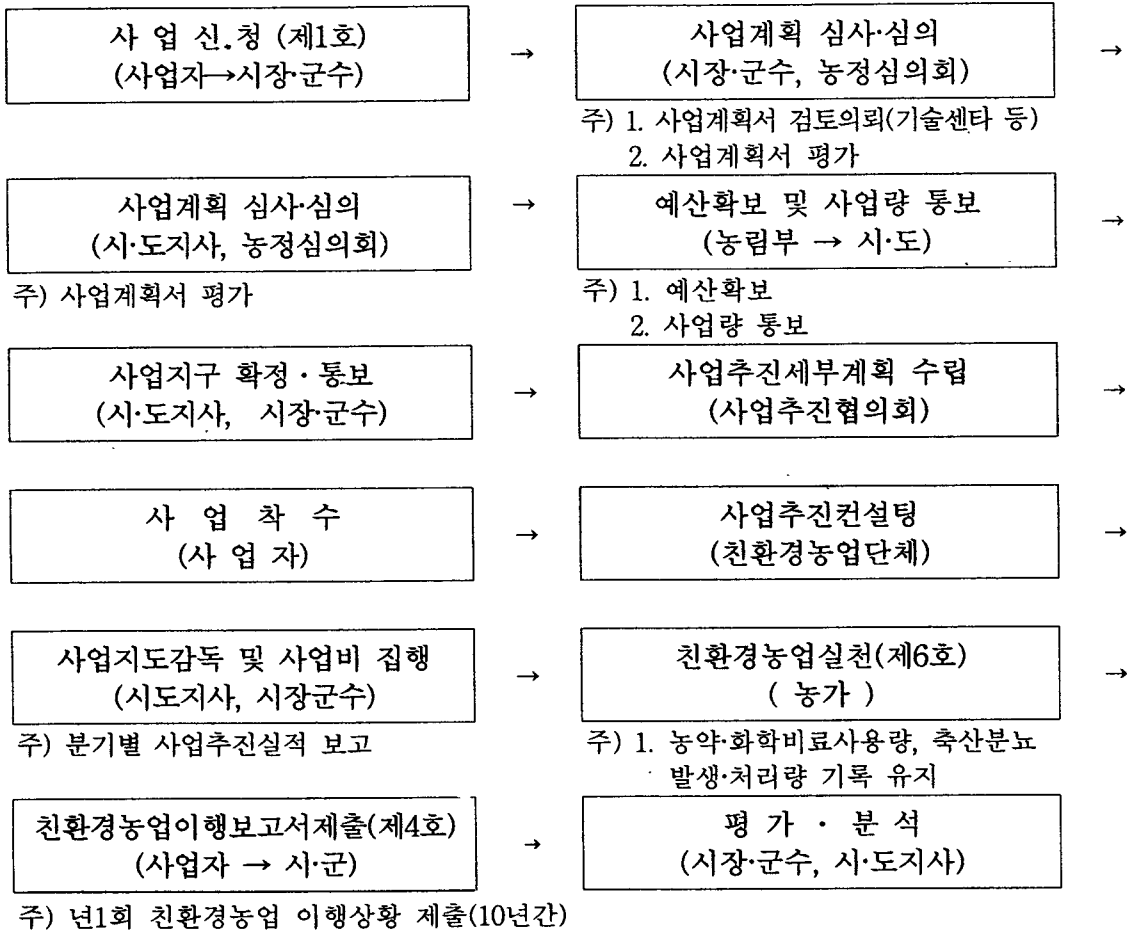 사 업 신.청 (제1호)
(사업자→시장·군수)
→
사업계획 심사·심의
(시장·군수, 농정심의회)
→
주) 1. 사업계획서 검토의뢰(기술센타 등)
2. 사업계획서 평가
사업계획 심사·심의
(시·도지사, 농정심의회)
→
주) 사업계획서 평가
예산확보 및 사업량 통보
(농림부 → 시·도)
→
주) 1. 예산확보
2. 사업량 통보
사업지구 확정·통보
(시·도지사, 시장·군수)
→
사업추진세부계획 수립
(사업추진협의회)
→
사 업 착 수
(사 업 자)
→
사업추진컨설팅
(친환경농업단체)
→
사업지도감독 및 사업비 집행
(시도지사, 시장군수)
→
주) 분기별 사업추진실적 보고
친환경농업실천(제6호)
( 농가 )
→
주) 1. 농약·화학비료사용량, 축산분뇨
발생·처리량 기록 유지
친환경농업이행보고서제출(제4호)
(사업자 → 시·군)
→
주) 년1회 친환경농업 이행상황 제출(10년간)
평 가 · 분 석
(시장·군수, 시·도지사)